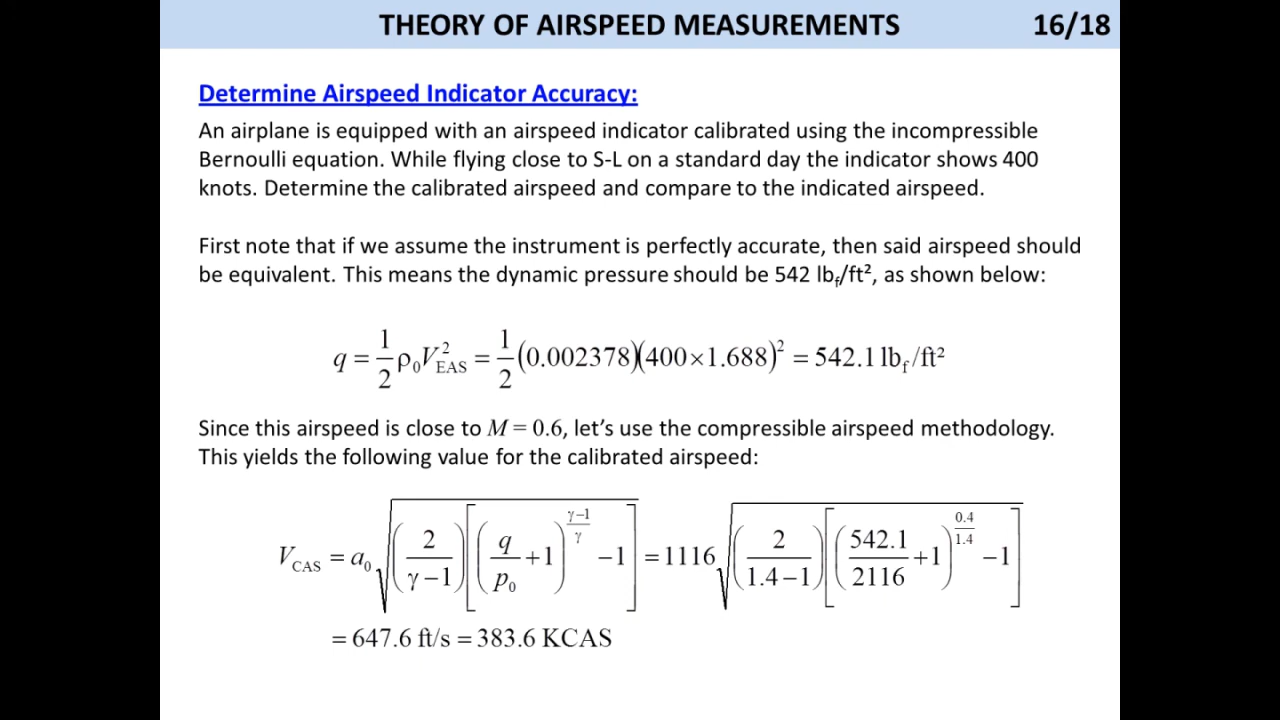 THEORY OF AIRSPEED MEASUREMENTS 16/18
Determine Airspeed Indicator Accuracy:
An airplane is equipped with an airspeed indicator calibrated using the incompressible
Bernoulli equation. While flying close to S-L on a standard day the indicator shows 400
knots. Determine the calibrated airspeed and compare to the indicated airspeed.
First note that if we assume the instrument is perfectly accurate, then said airspeed should
be equivalent. This means the dynamic pressure should be 542 lb_f/ft², as shown below:
q = 1/2 ρ₀V²_EAS = 1/2 (0.002378)(400×1.688)² = 542.1 lb_f/ft²
Since this airspeed is close to M = 0.6, let's use the compressible airspeed methodology.
This yields the following value for the calibrated airspeed:
V_CAS = a₀ √((2/(γ−1)) [(q/p₀ +1)^((γ−1)/γ) −1]) = 1116 √((2/(1.4−1)) [(542.1/2116 +1)^(0.4/1.4) −1])
= 647.6 ft/s = 383.6 KCAS